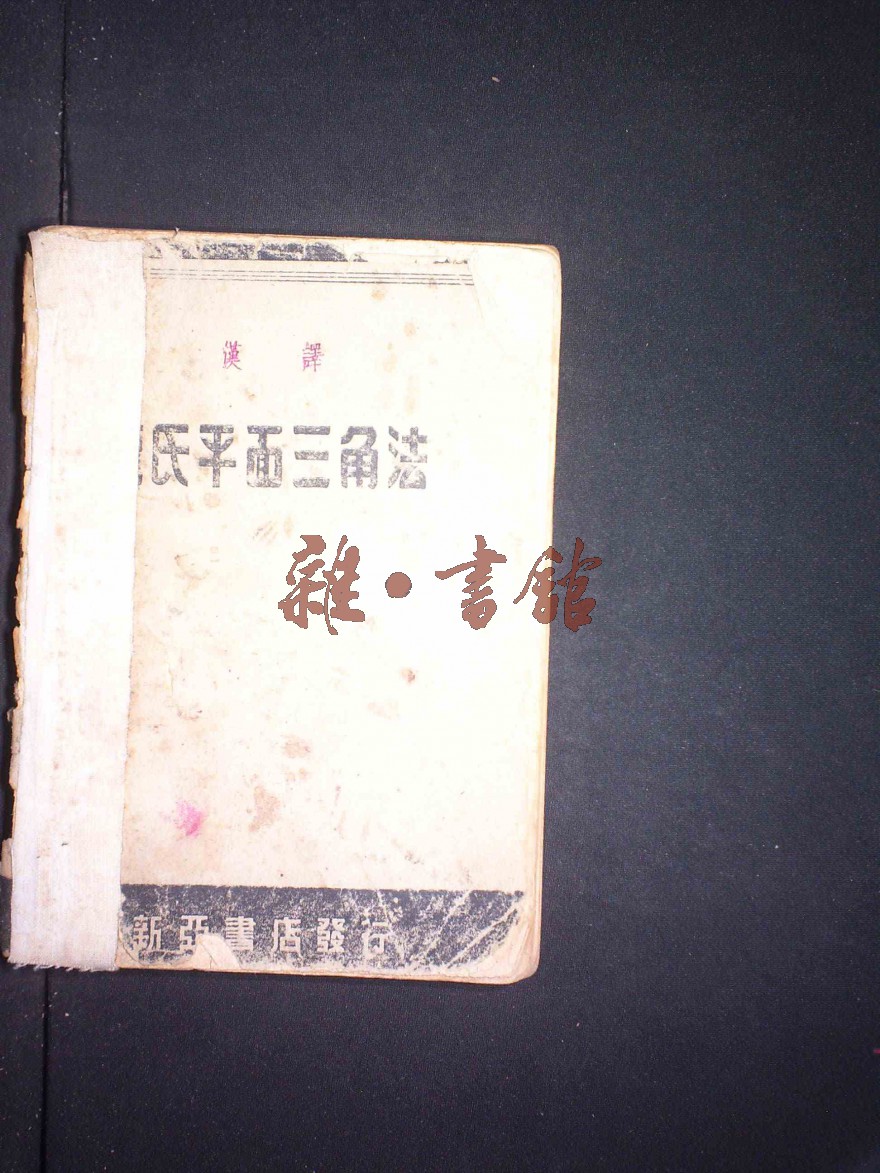 漢 譯
氏平面三角法
雜·書館
新亞書店發行